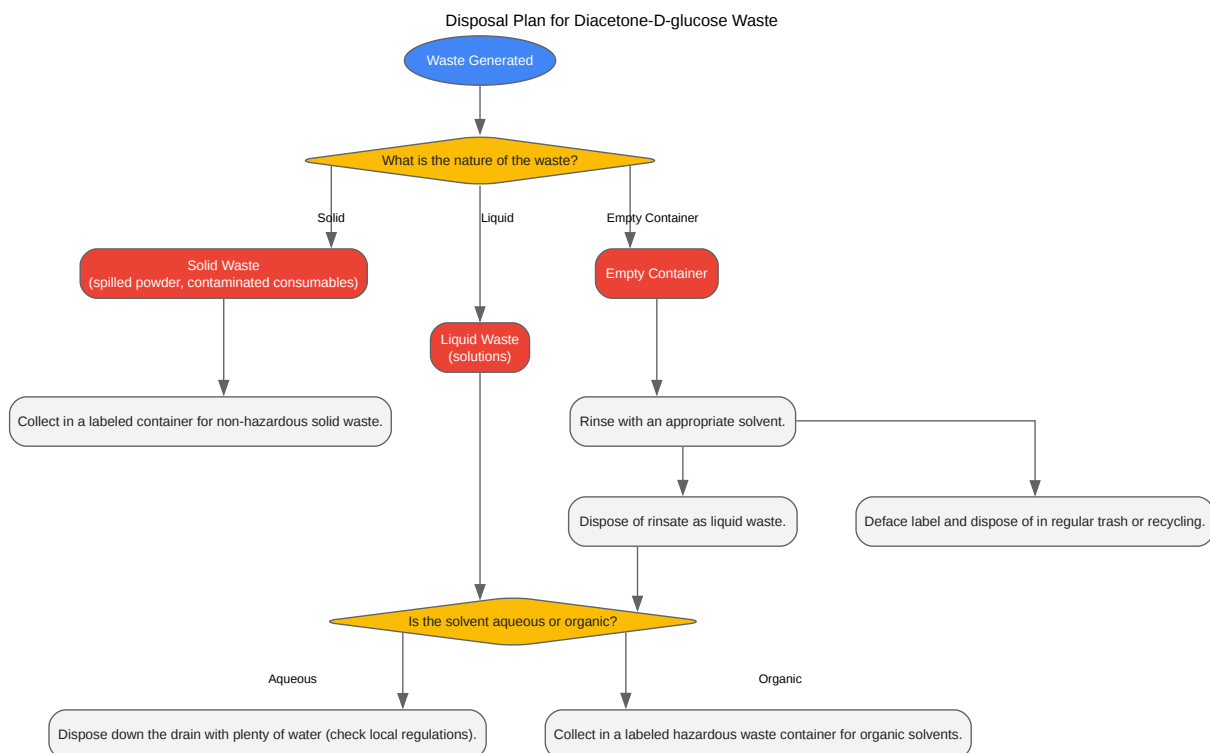 Disposal Plan for Diacetone-D-glucose Waste
Waste Generated
What is the nature of the waste?
Solid
Liquid
Empty Container
Solid Waste
(spilled powder, contaminated consumables)
Empty Container
Liquid Waste
(solutions)
Collect in a labeled container for non-hazardous solid waste.
Rinse with an appropriate solvent.
Dispose of rinsate as liquid waste.
Deface label and dispose of in regular trash or recycling.
Is the solvent aqueous or organic?
Aqueous
Organic
Dispose down the drain with plenty of water (check local regulations).
Collect in a labeled hazardous waste container for organic solvents.